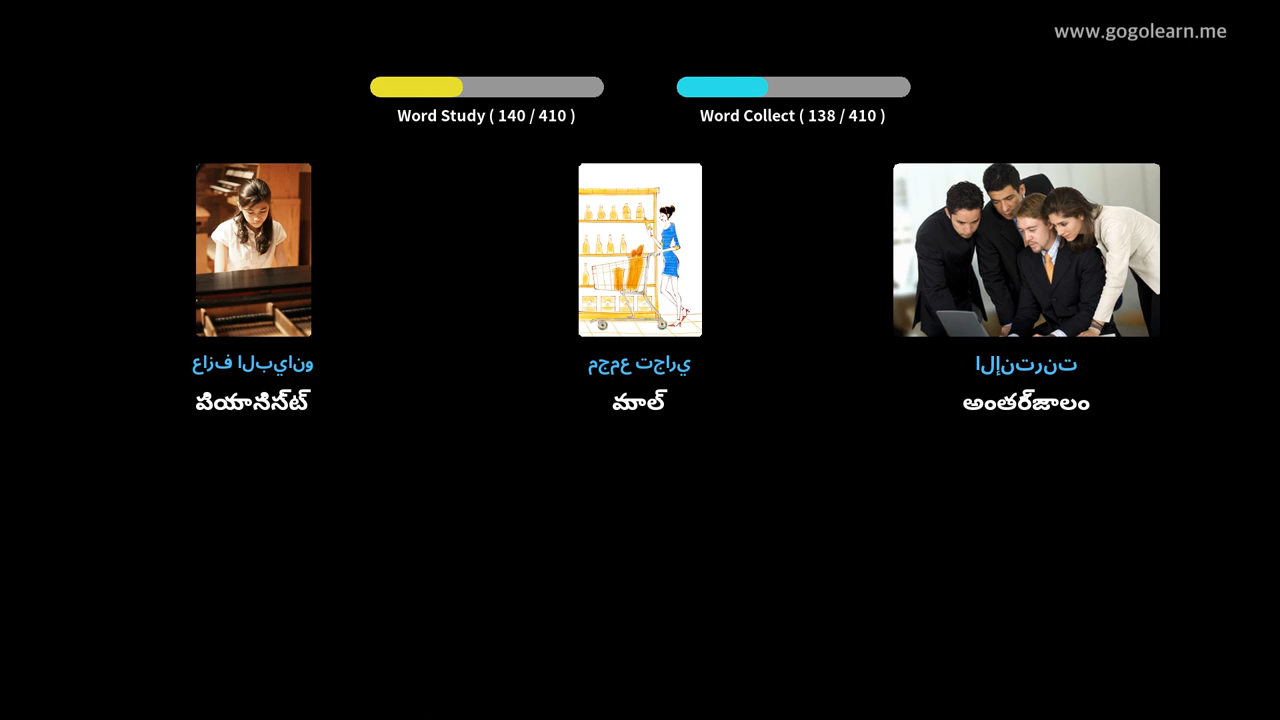 www.gogolearn.me
Word Study ( 140 / 410 )
Word Collect ( 138 / 410 )
عازف البيانو
مجمع تجاري
الإنترنت
పియానిస్ట్
మాల్
అంతర్జాలం